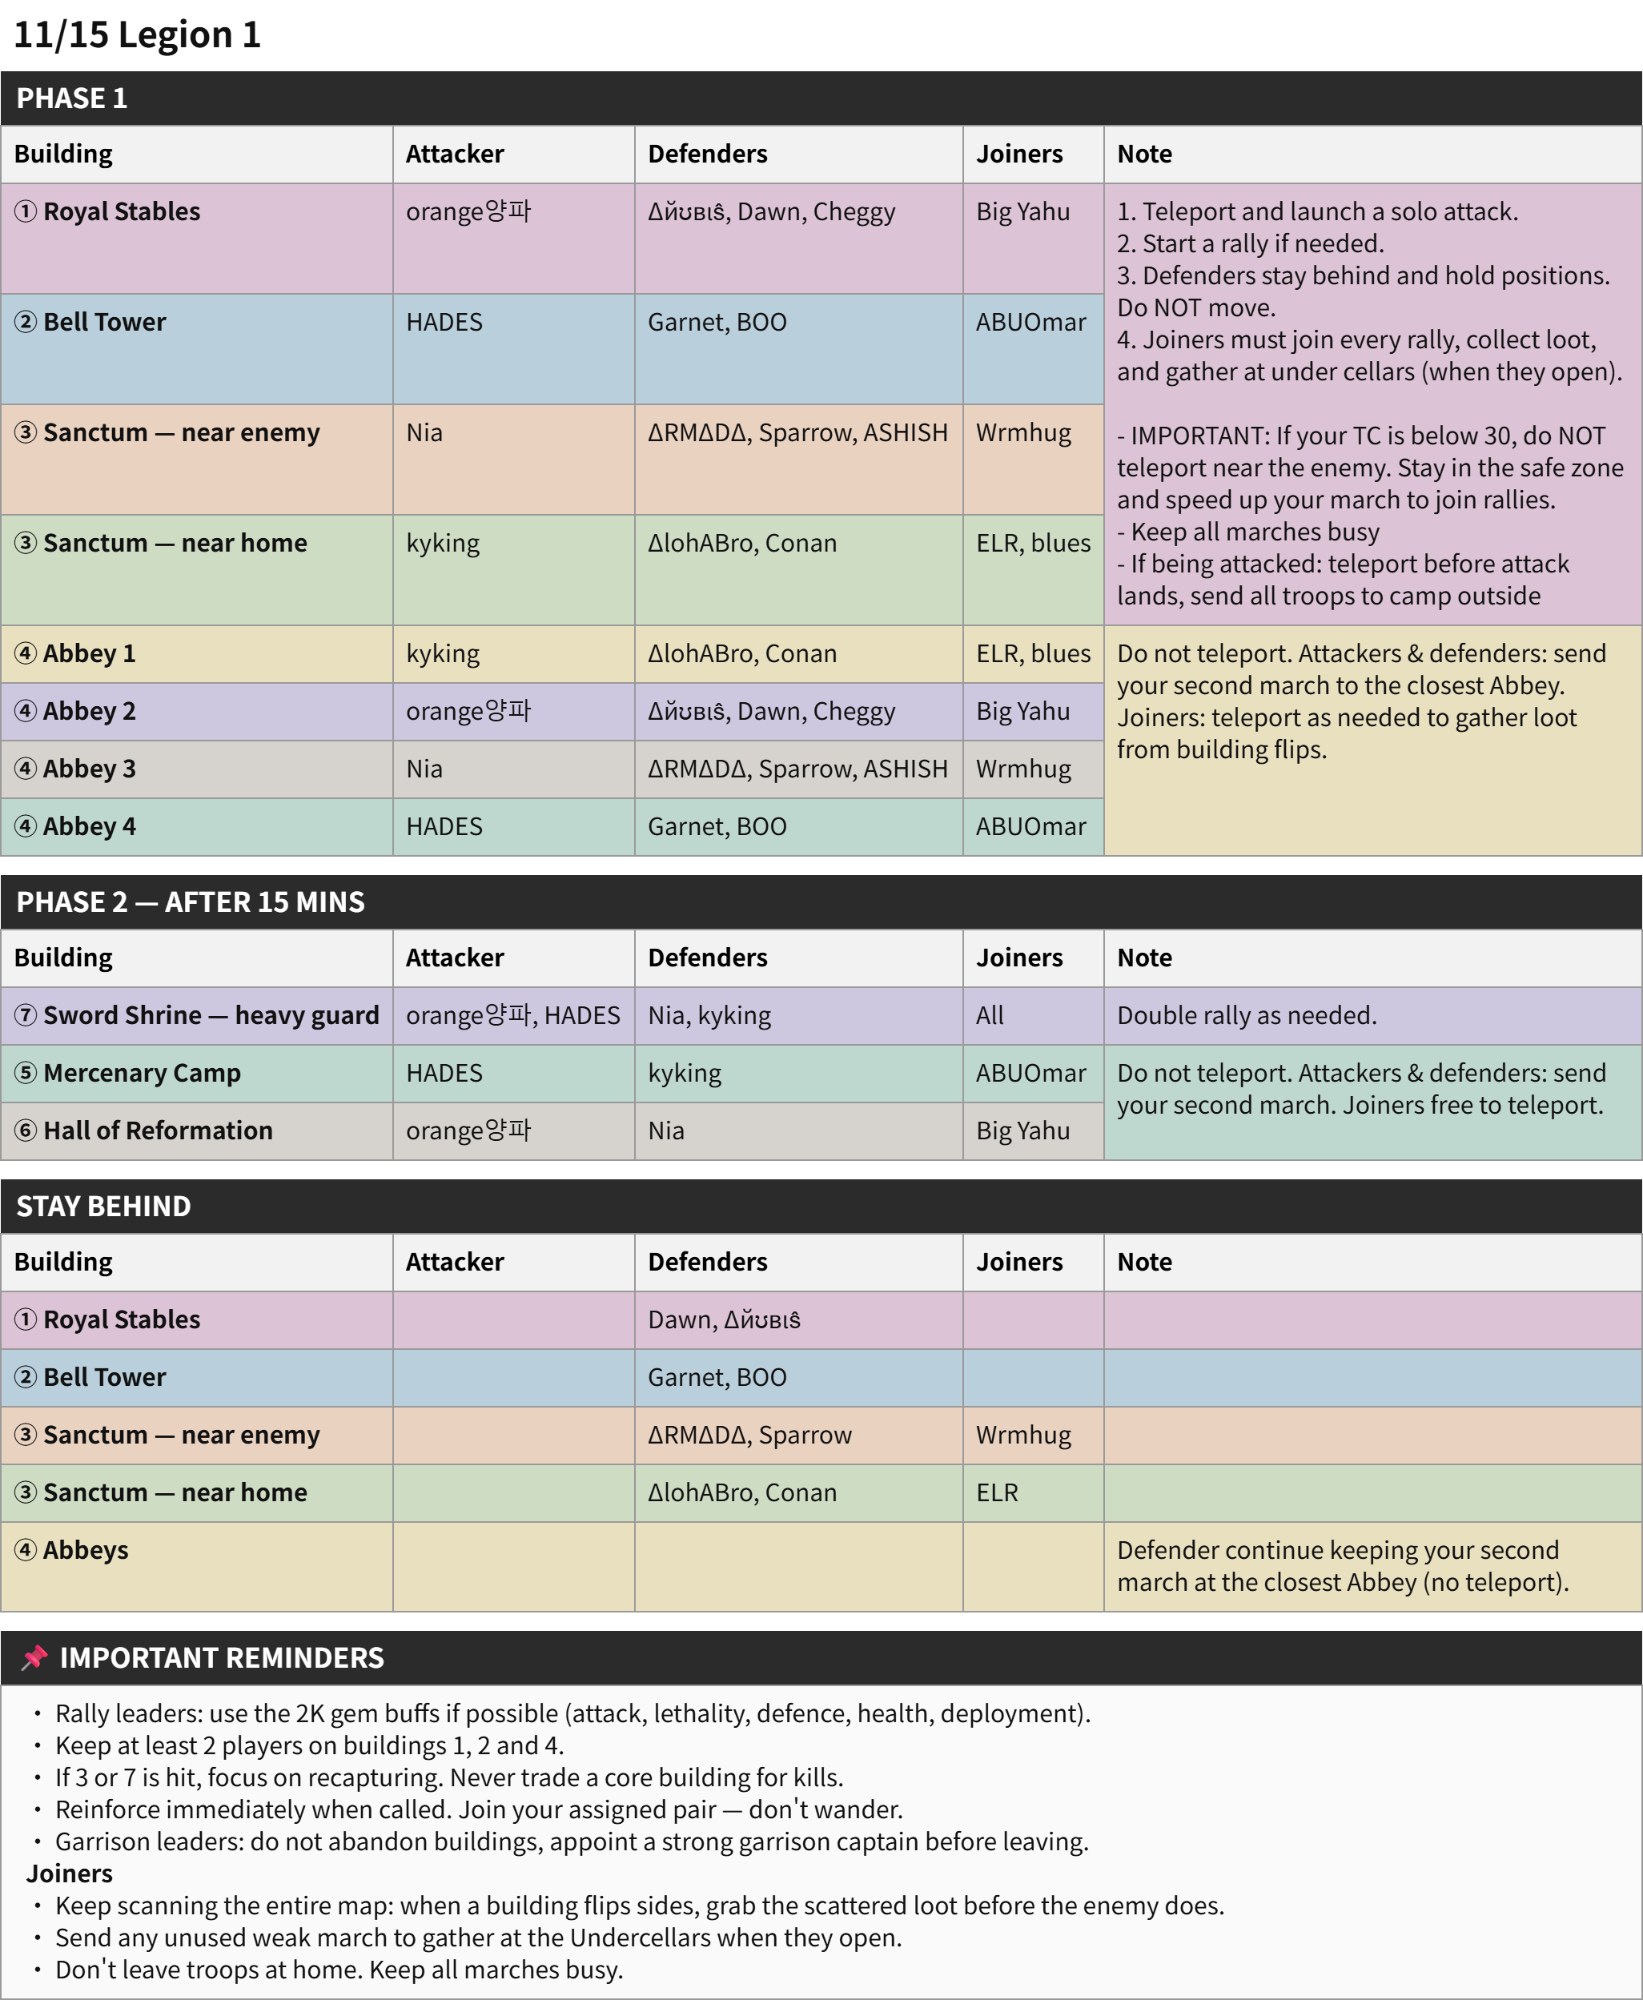 11/15 Legion 1
PHASE 1
Building Attacker Defenders Joiners Note
① Royal Stables orange양파 Δйʊʙιŝ, Dawn, Cheggy Big Yahu
1. Teleport and launch a solo attack.
2. Start a rally if needed.
3. Defenders stay behind and hold positions.
Do NOT move.
4. Joiners must join every rally, collect loot,
and gather at under cellars (when they open).
- IMPORTANT: If your TC is below 30, do NOT
teleport near the enemy. Stay in the safe zone
and speed up your march to join rallies.
- Keep all marches busy
- If being attacked: teleport before attack
lands, send all troops to camp outside
② Bell Tower HADES Garnet, BOO ABUOmar
③ Sanctum — near enemy Nia ΔRMΔDΔ, Sparrow, ASHISH Wrmhug
③ Sanctum — near home kyking ΔlohABro, Conan ELR, blues
④ Abbey 1 kyking ΔlohABro, Conan ELR, blues
Do not teleport. Attackers & defenders: send
your second march to the closest Abbey.
Joiners: teleport as needed to gather loot
from building flips.
④ Abbey 2 orange양파 Δйʊʙιŝ, Dawn, Cheggy Big Yahu
④ Abbey 3 Nia ΔRMΔDΔ, Sparrow, ASHISH Wrmhug
④ Abbey 4 HADES Garnet, BOO ABUOmar
PHASE 2 — AFTER 15 MINS
Building Attacker Defenders Joiners Note
⑦ Sword Shrine — heavy guard orange양파, HADES Nia, kyking All Double rally as needed.
⑤ Mercenary Camp HADES kyking ABUOmar
Do not teleport. Attackers & defenders: send
your second march. Joiners free to teleport.
⑥ Hall of Reformation orange양파 Nia Big Yahu
STAY BEHIND
Building Attacker Defenders Joiners Note
① Royal Stables Dawn, Δйʊʙιŝ
② Bell Tower Garnet, BOO
③ Sanctum — near enemy ΔRMΔDΔ, Sparrow Wrmhug
③ Sanctum — near home ΔlohABro, Conan ELR
④ Abbeys
Defender continue keeping your second
march at the closest Abbey (no teleport).
📌 IMPORTANT REMINDERS
• Rally leaders: use the 2K gem buffs if possible (attack, lethality, defence, health, deployment).
• Keep at least 2 players on buildings 1, 2 and 4.
• If 3 or 7 is hit, focus on recapturing. Never trade a core building for kills.
• Reinforce immediately when called. Join your assigned pair — don't wander.
• Garrison leaders: do not abandon buildings, appoint a strong garrison captain before leaving.
Joiners
• Keep scanning the entire map: when a building flips sides, grab the scattered loot before the enemy does.
• Send any unused weak march to gather at the Undercellars when they open.
• Don't leave troops at home. Keep all marches busy.